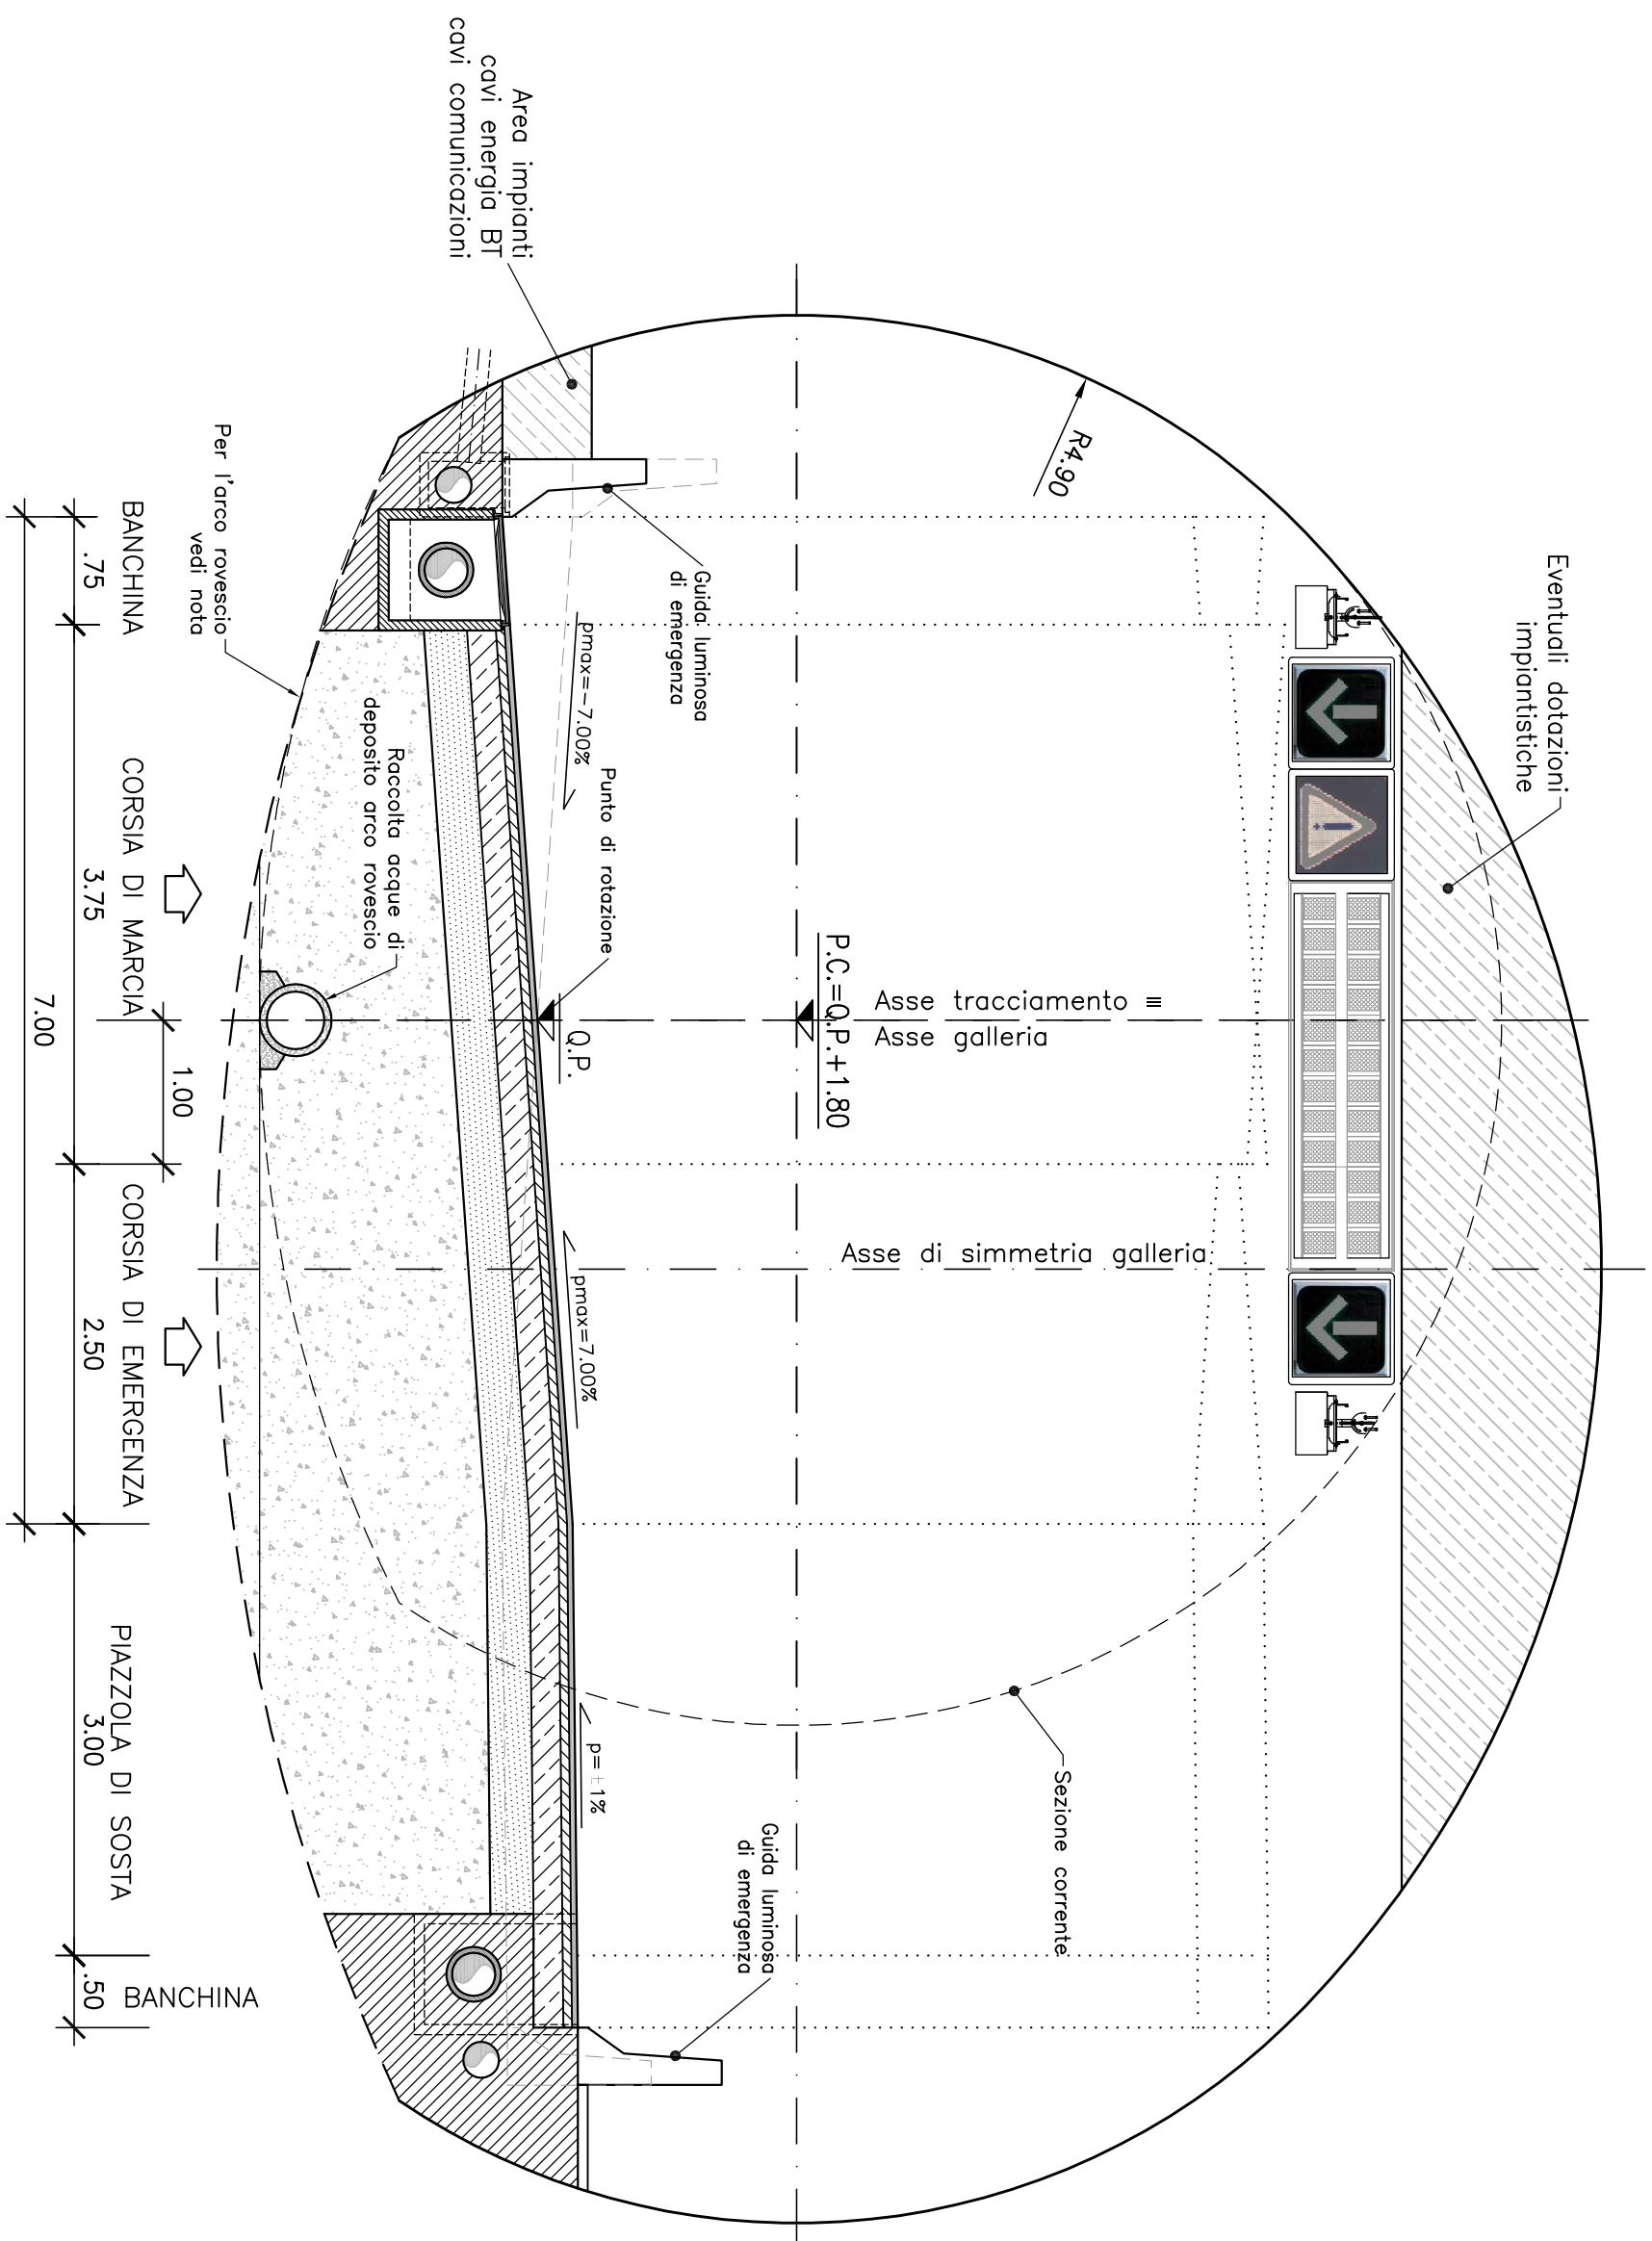 Eventuali dotazioni
impiantistiche
R4.90
Asse tracciamento ≡
Asse galleria
P.C.=Q.P.+1.80
Asse di simmetria galleria
Sezione corrente
Area impianti
cavi energia BT
cavi comunicazioni
Guida luminosa
di emergenza
pmax=-7.00%
Punto di rotazione
Q.P.
pmax=7.00%
p=±1%
Guida luminosa
di emergenza
Raccolta acque di
deposito arco rovescio
Per l'arco rovescio
vedi nota
1.00
BANCHINA
CORSIA DI MARCIA
CORSIA DI EMERGENZA
PIAZZOLA DI SOSTA
BANCHINA
.75
3.75
2.50
3.00
.50
7.00